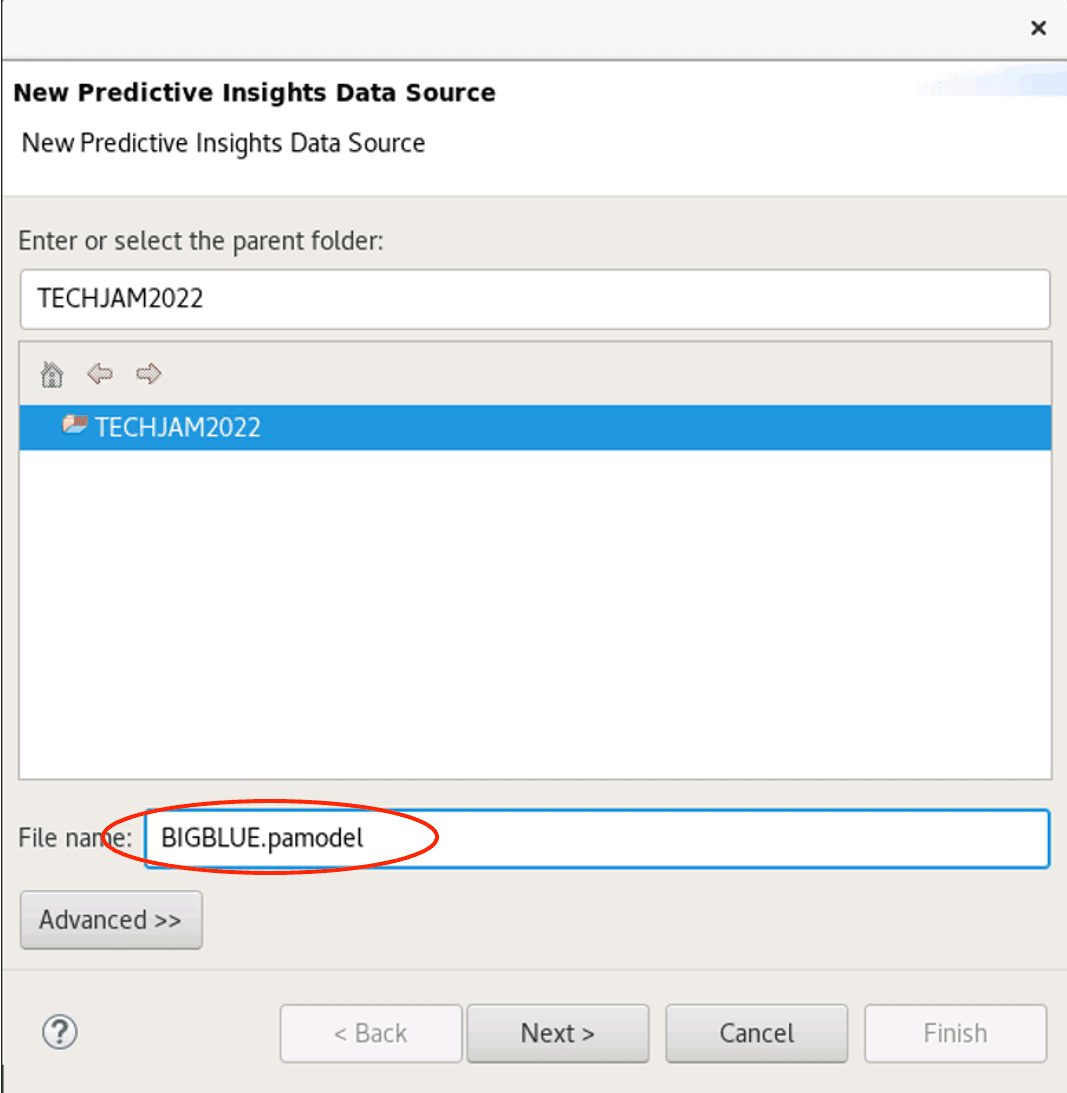 ×
New Predictive Insights Data Source
New Predictive Insights Data Source
Enter or select the parent folder:
TECHJAM2022
TECHJAM2022
File name: BIGBLUE.pamodel
Advanced >>
? < Back Next > Cancel Finish